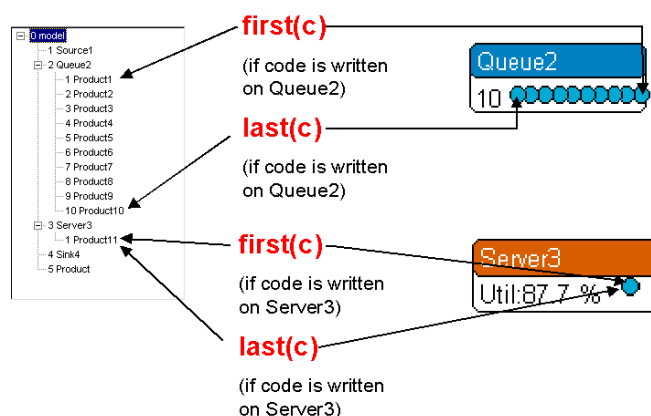 0 model
1 Source1
2 Queue2
1 Product1
2 Product2
3 Product3
4 Product4
5 Product5
6 Product6
7 Product7
8 Product8
9 Product9
10 Product10
3 Server3
1 Product11
4 Sink4
5 Product
first(c)
(if code is written
on Queue2)
last(c)
(if code is written
on Queue2)
first(c)
(if code is written
on Server3)
last(c)
(if code is written
on Server3)
Queue2
10
Server3
Util:87.7 %